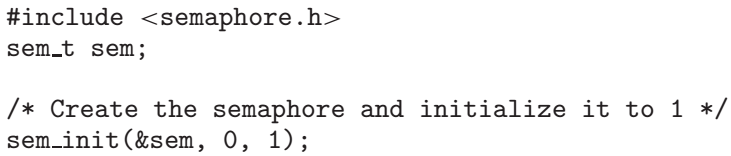 #include <semaphore.h>
sem_t sem;
/* Create the semaphore and initialize it to 1 */
sem_init(&sem, 0, 1);